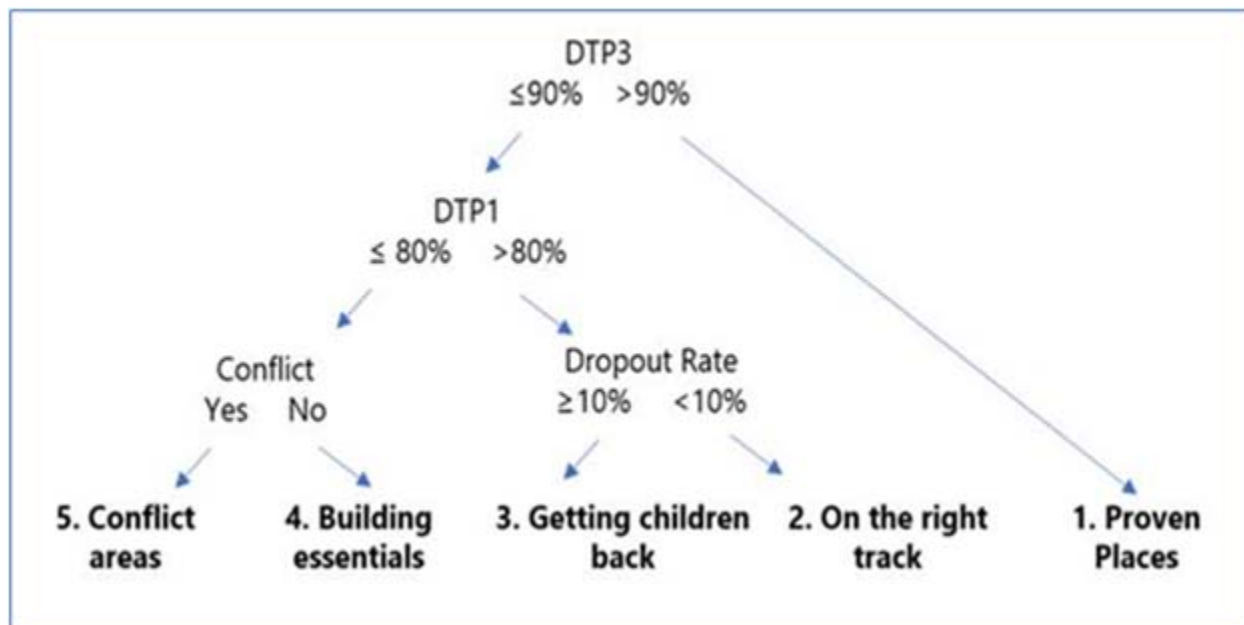 DTP3
≤90% >90%
DTP1
≤ 80% >80%
Conflict
Yes No
Dropout Rate
≥10% <10%
5. Conflict
areas
4. Building
essentials
3. Getting children
back
2. On the right
track
1. Proven
Places